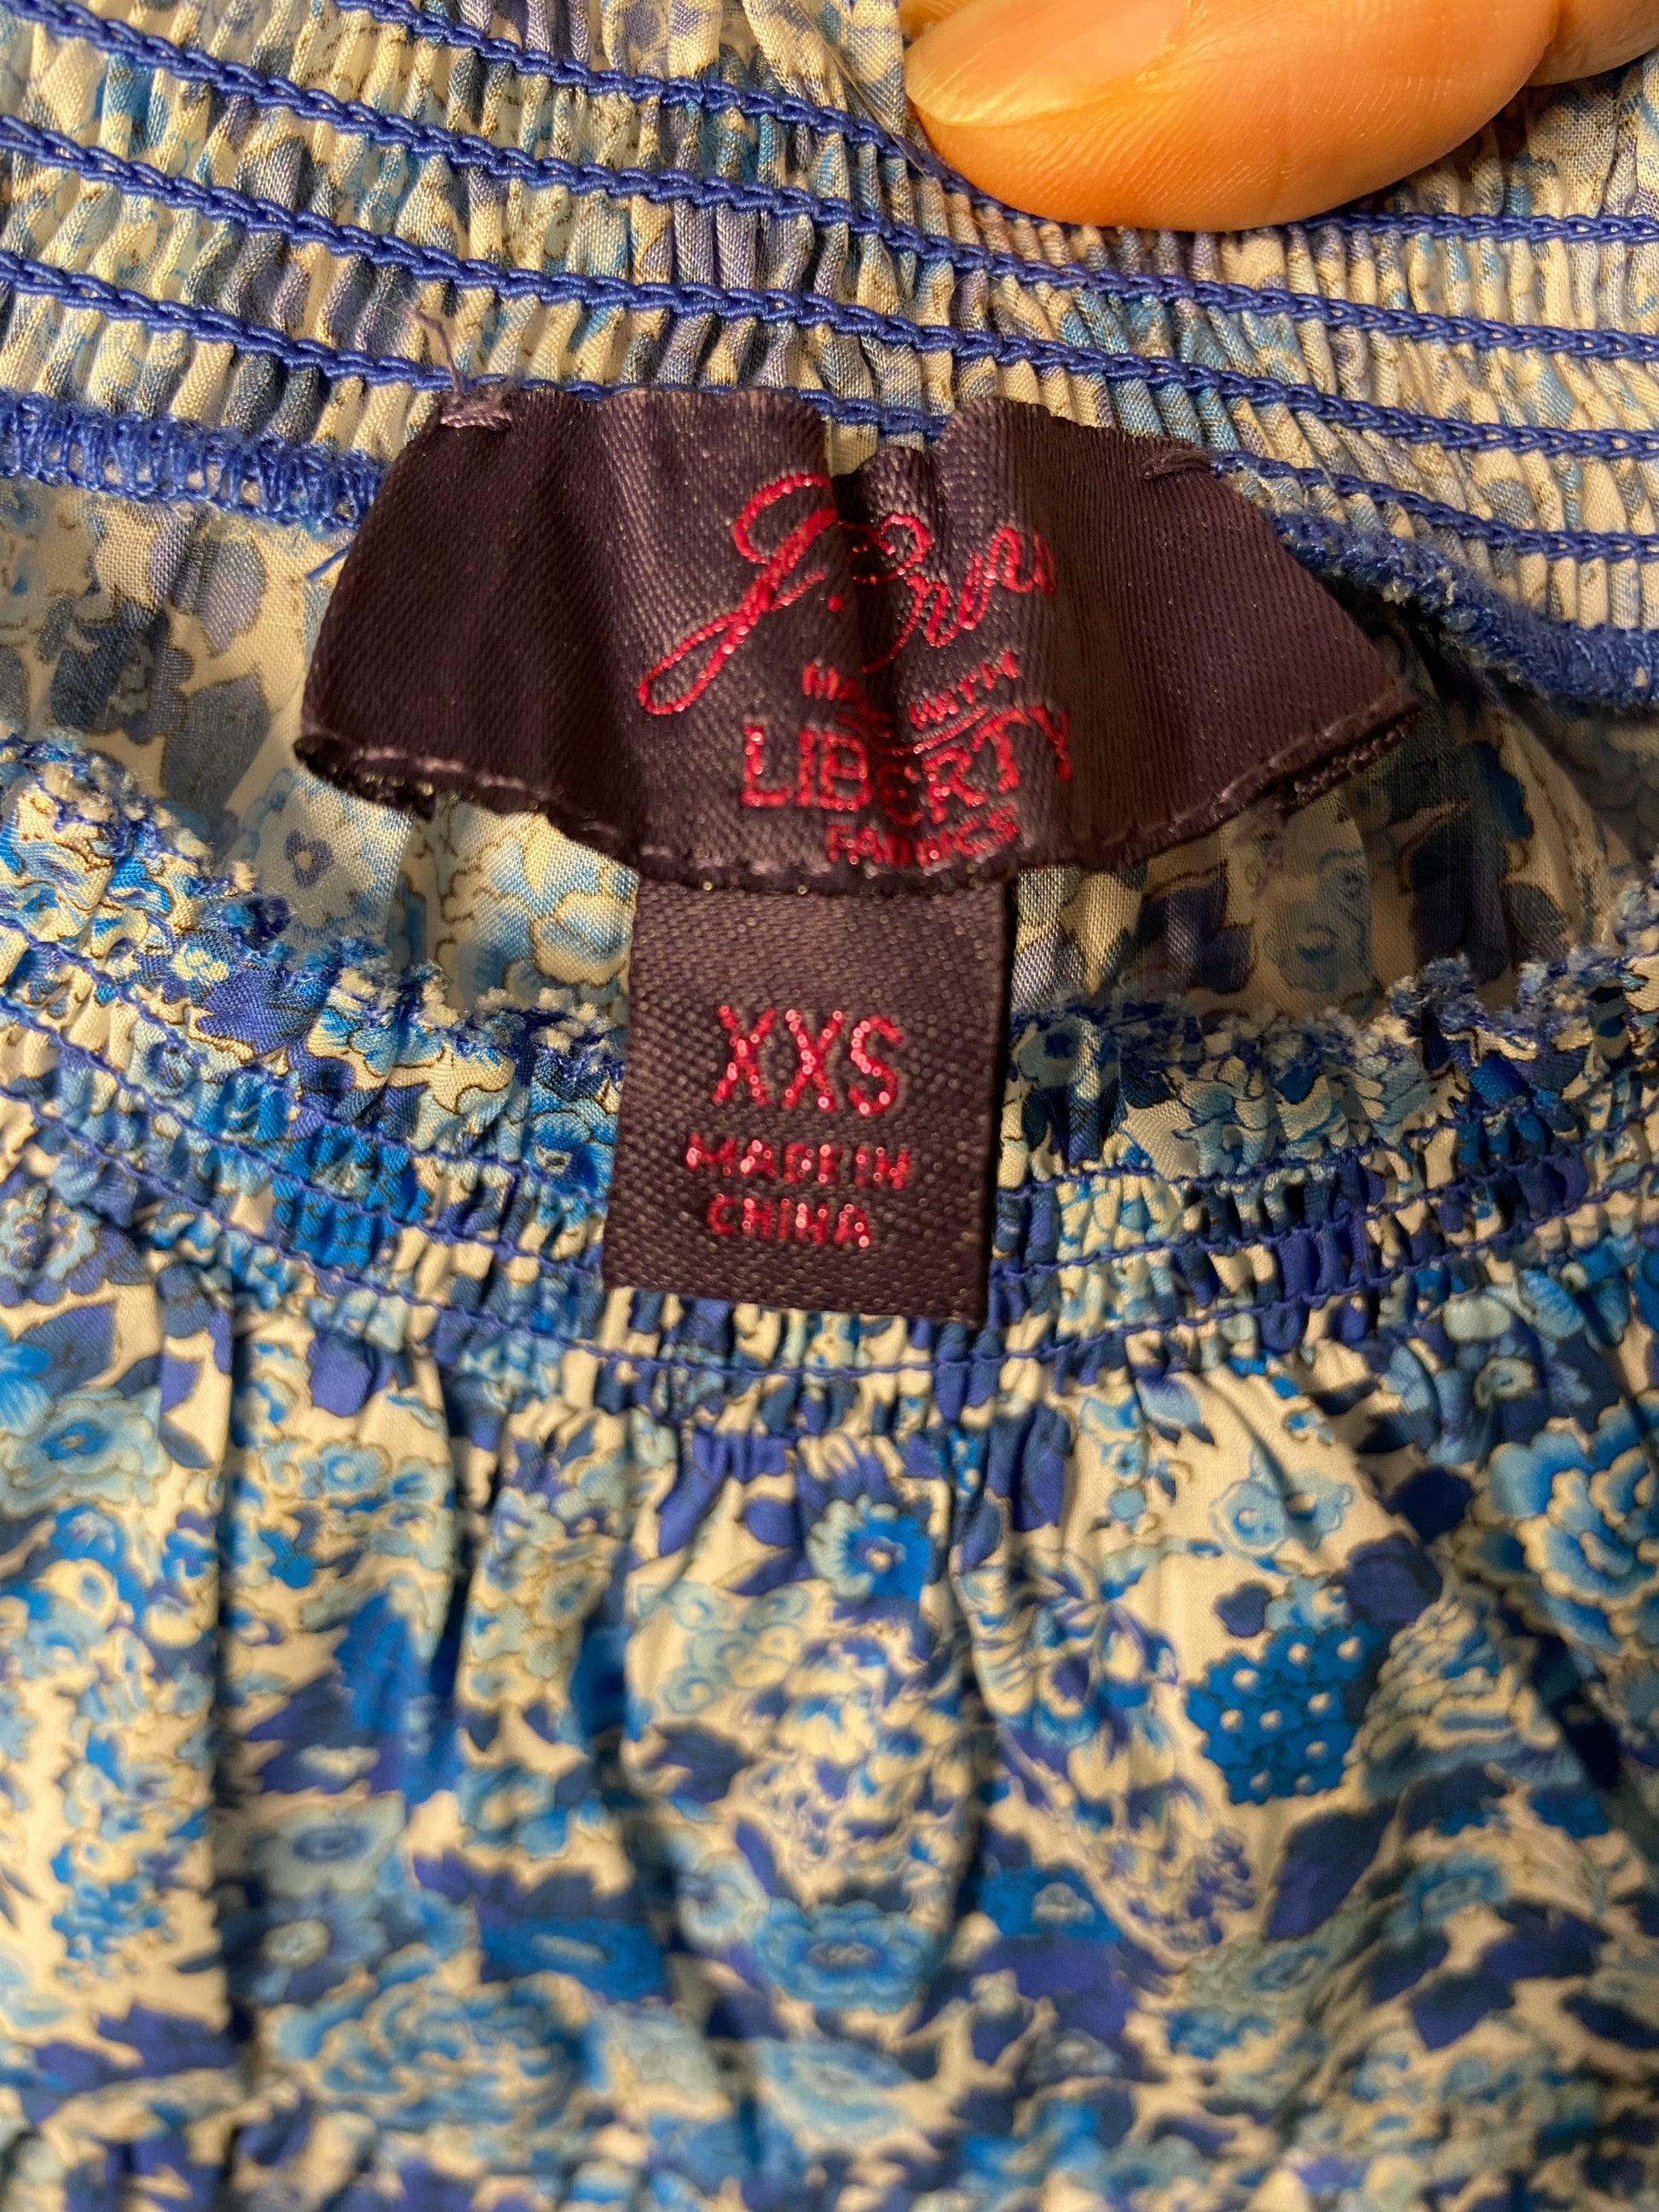 J.Crew
MADE WITH
LIBERTY
FABRICS
XXS
MADE IN
CHINA